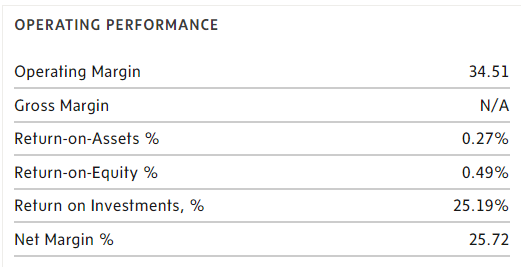 OPERATING PERFORMANCE
Operating Margin 34.51
Gross Margin N/A
Return-on-Assets % 0.27%
Return-on-Equity % 0.49%
Return on Investments, % 25.19%
Net Margin % 25.72